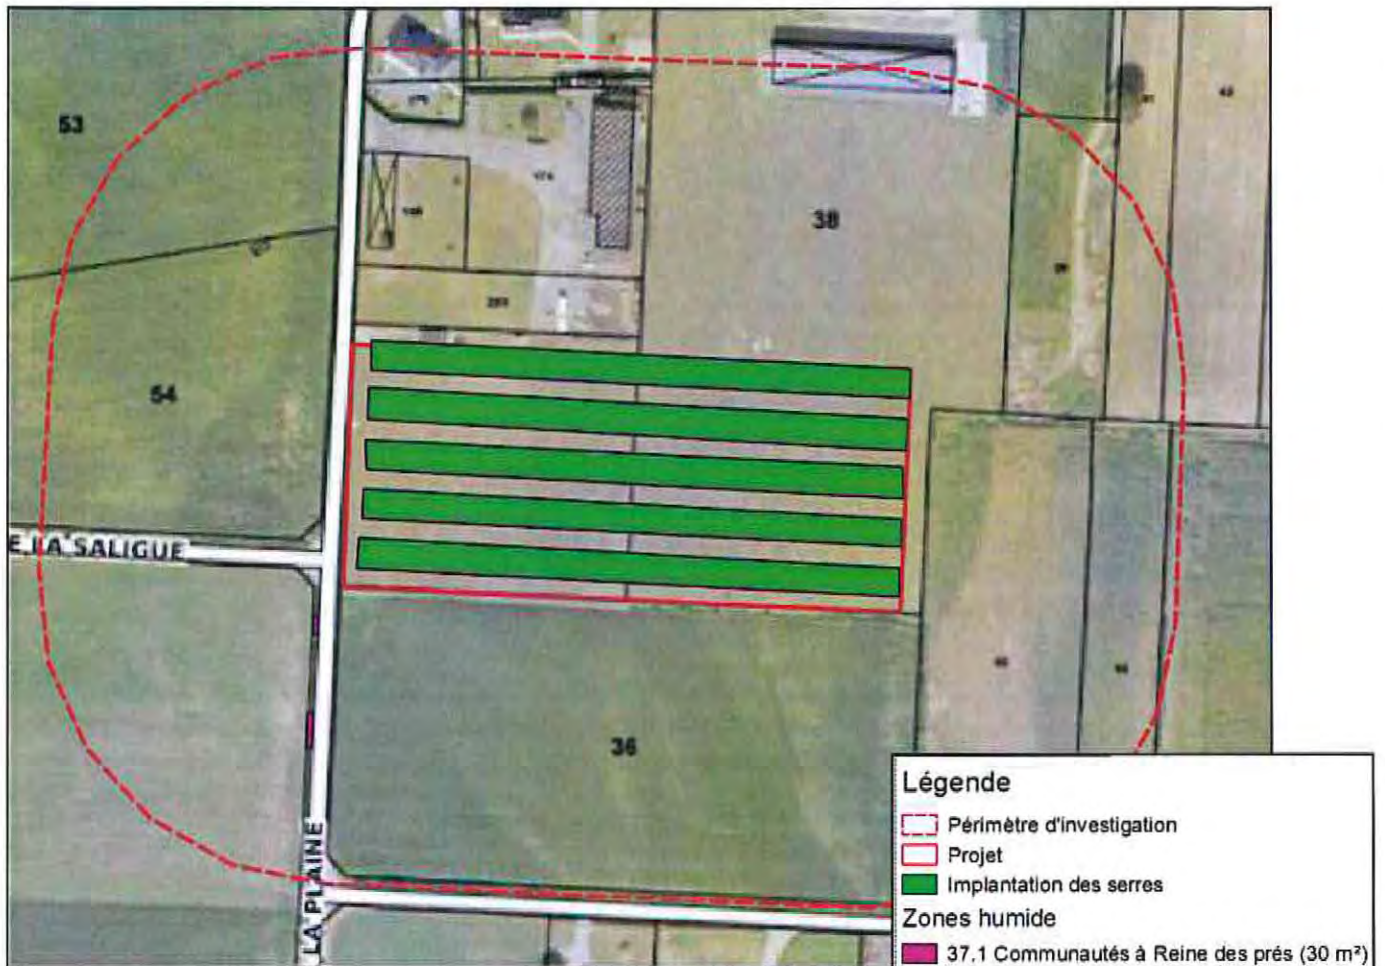 53
38
54
E LA SALIGUE
36
LA PLAINE
Légende
Périmètre d'investigation
Projet
Implantation des serres
Zones humide
37.1 Communautés à Reine des prés (30 m²)